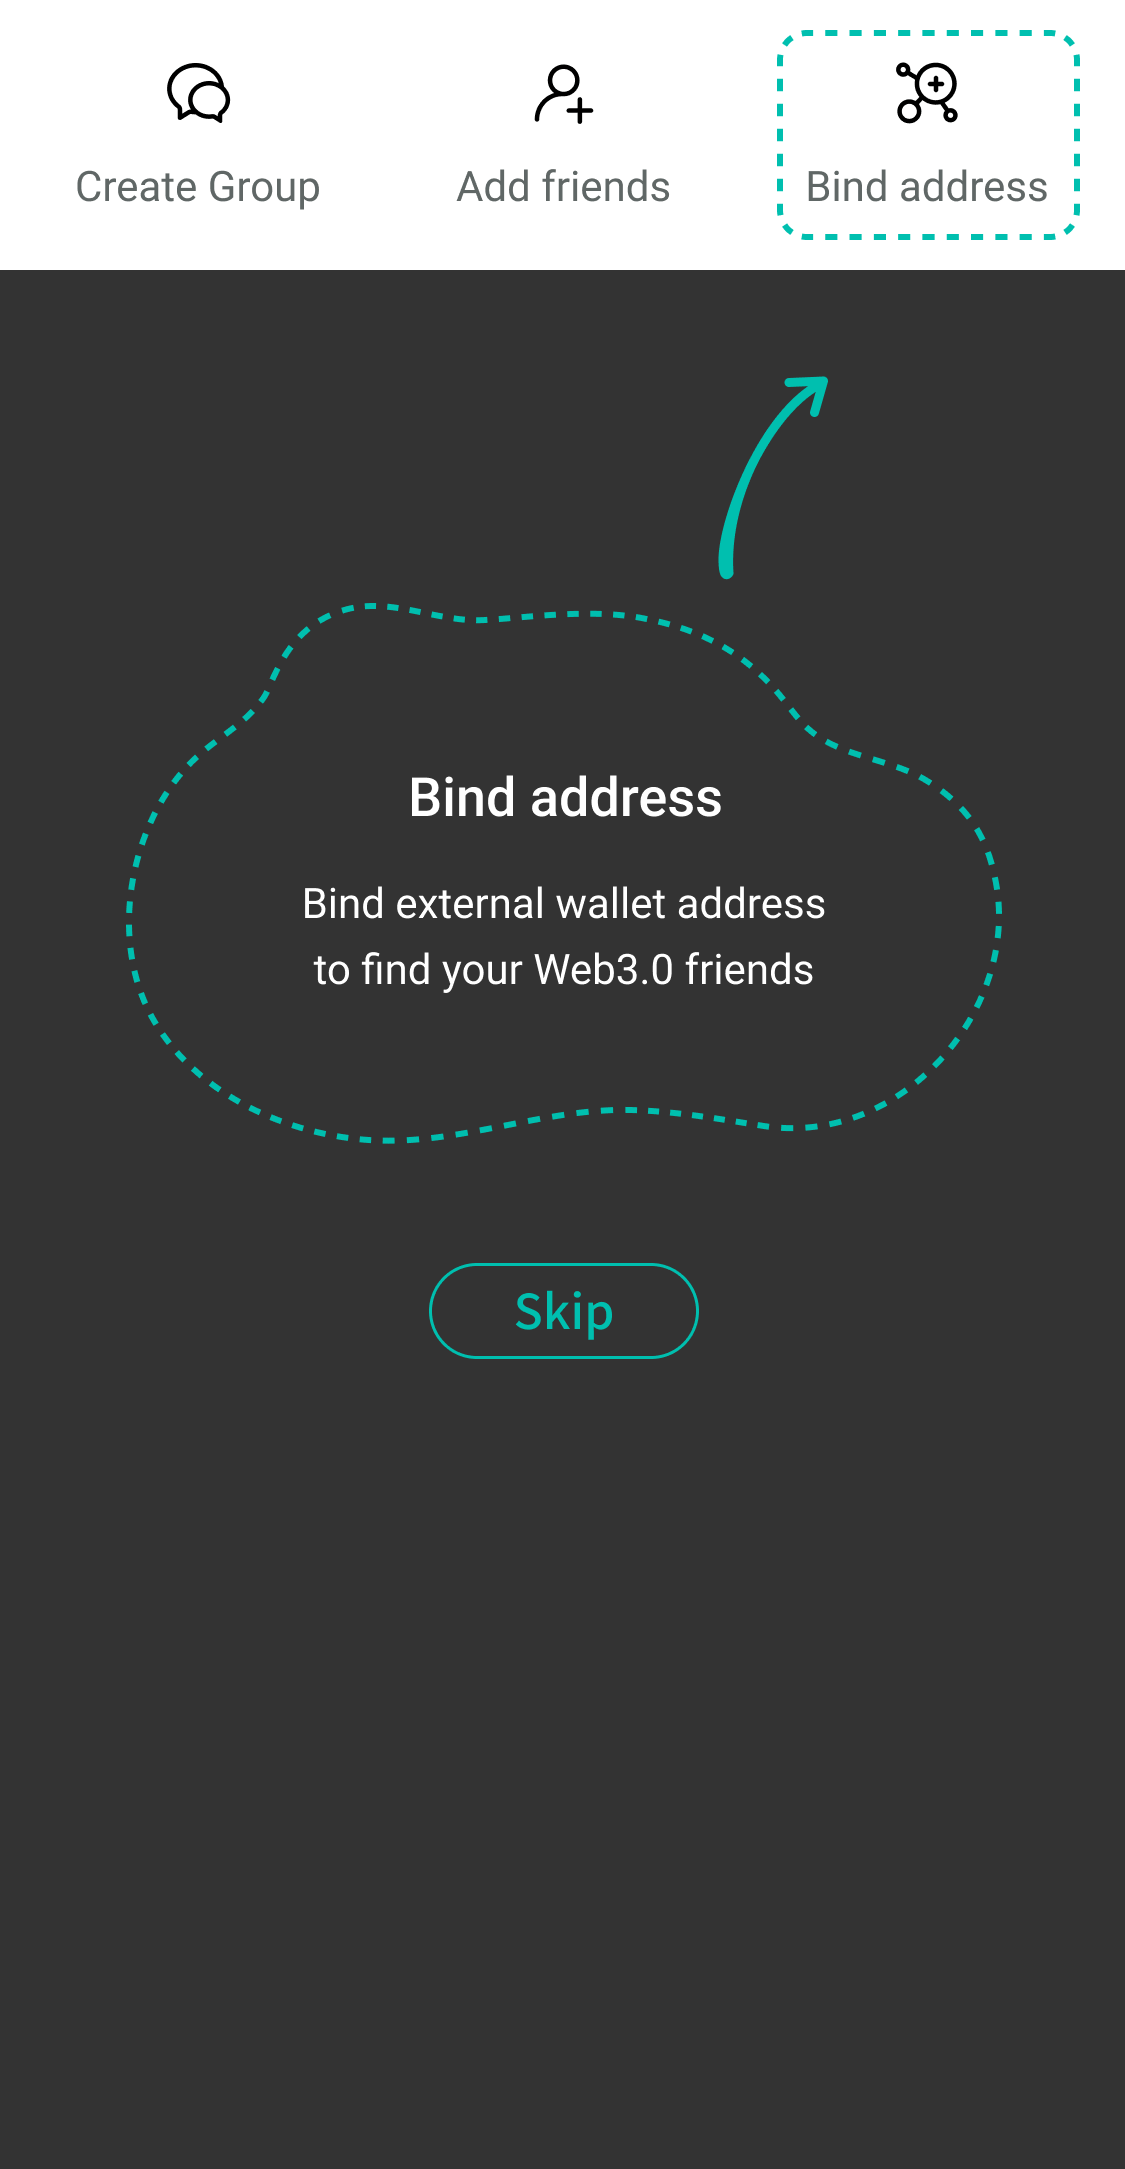 Create Group
Add friends
Bind address
Bind address
Bind external wallet address
to find your Web3.0 friends
Skip